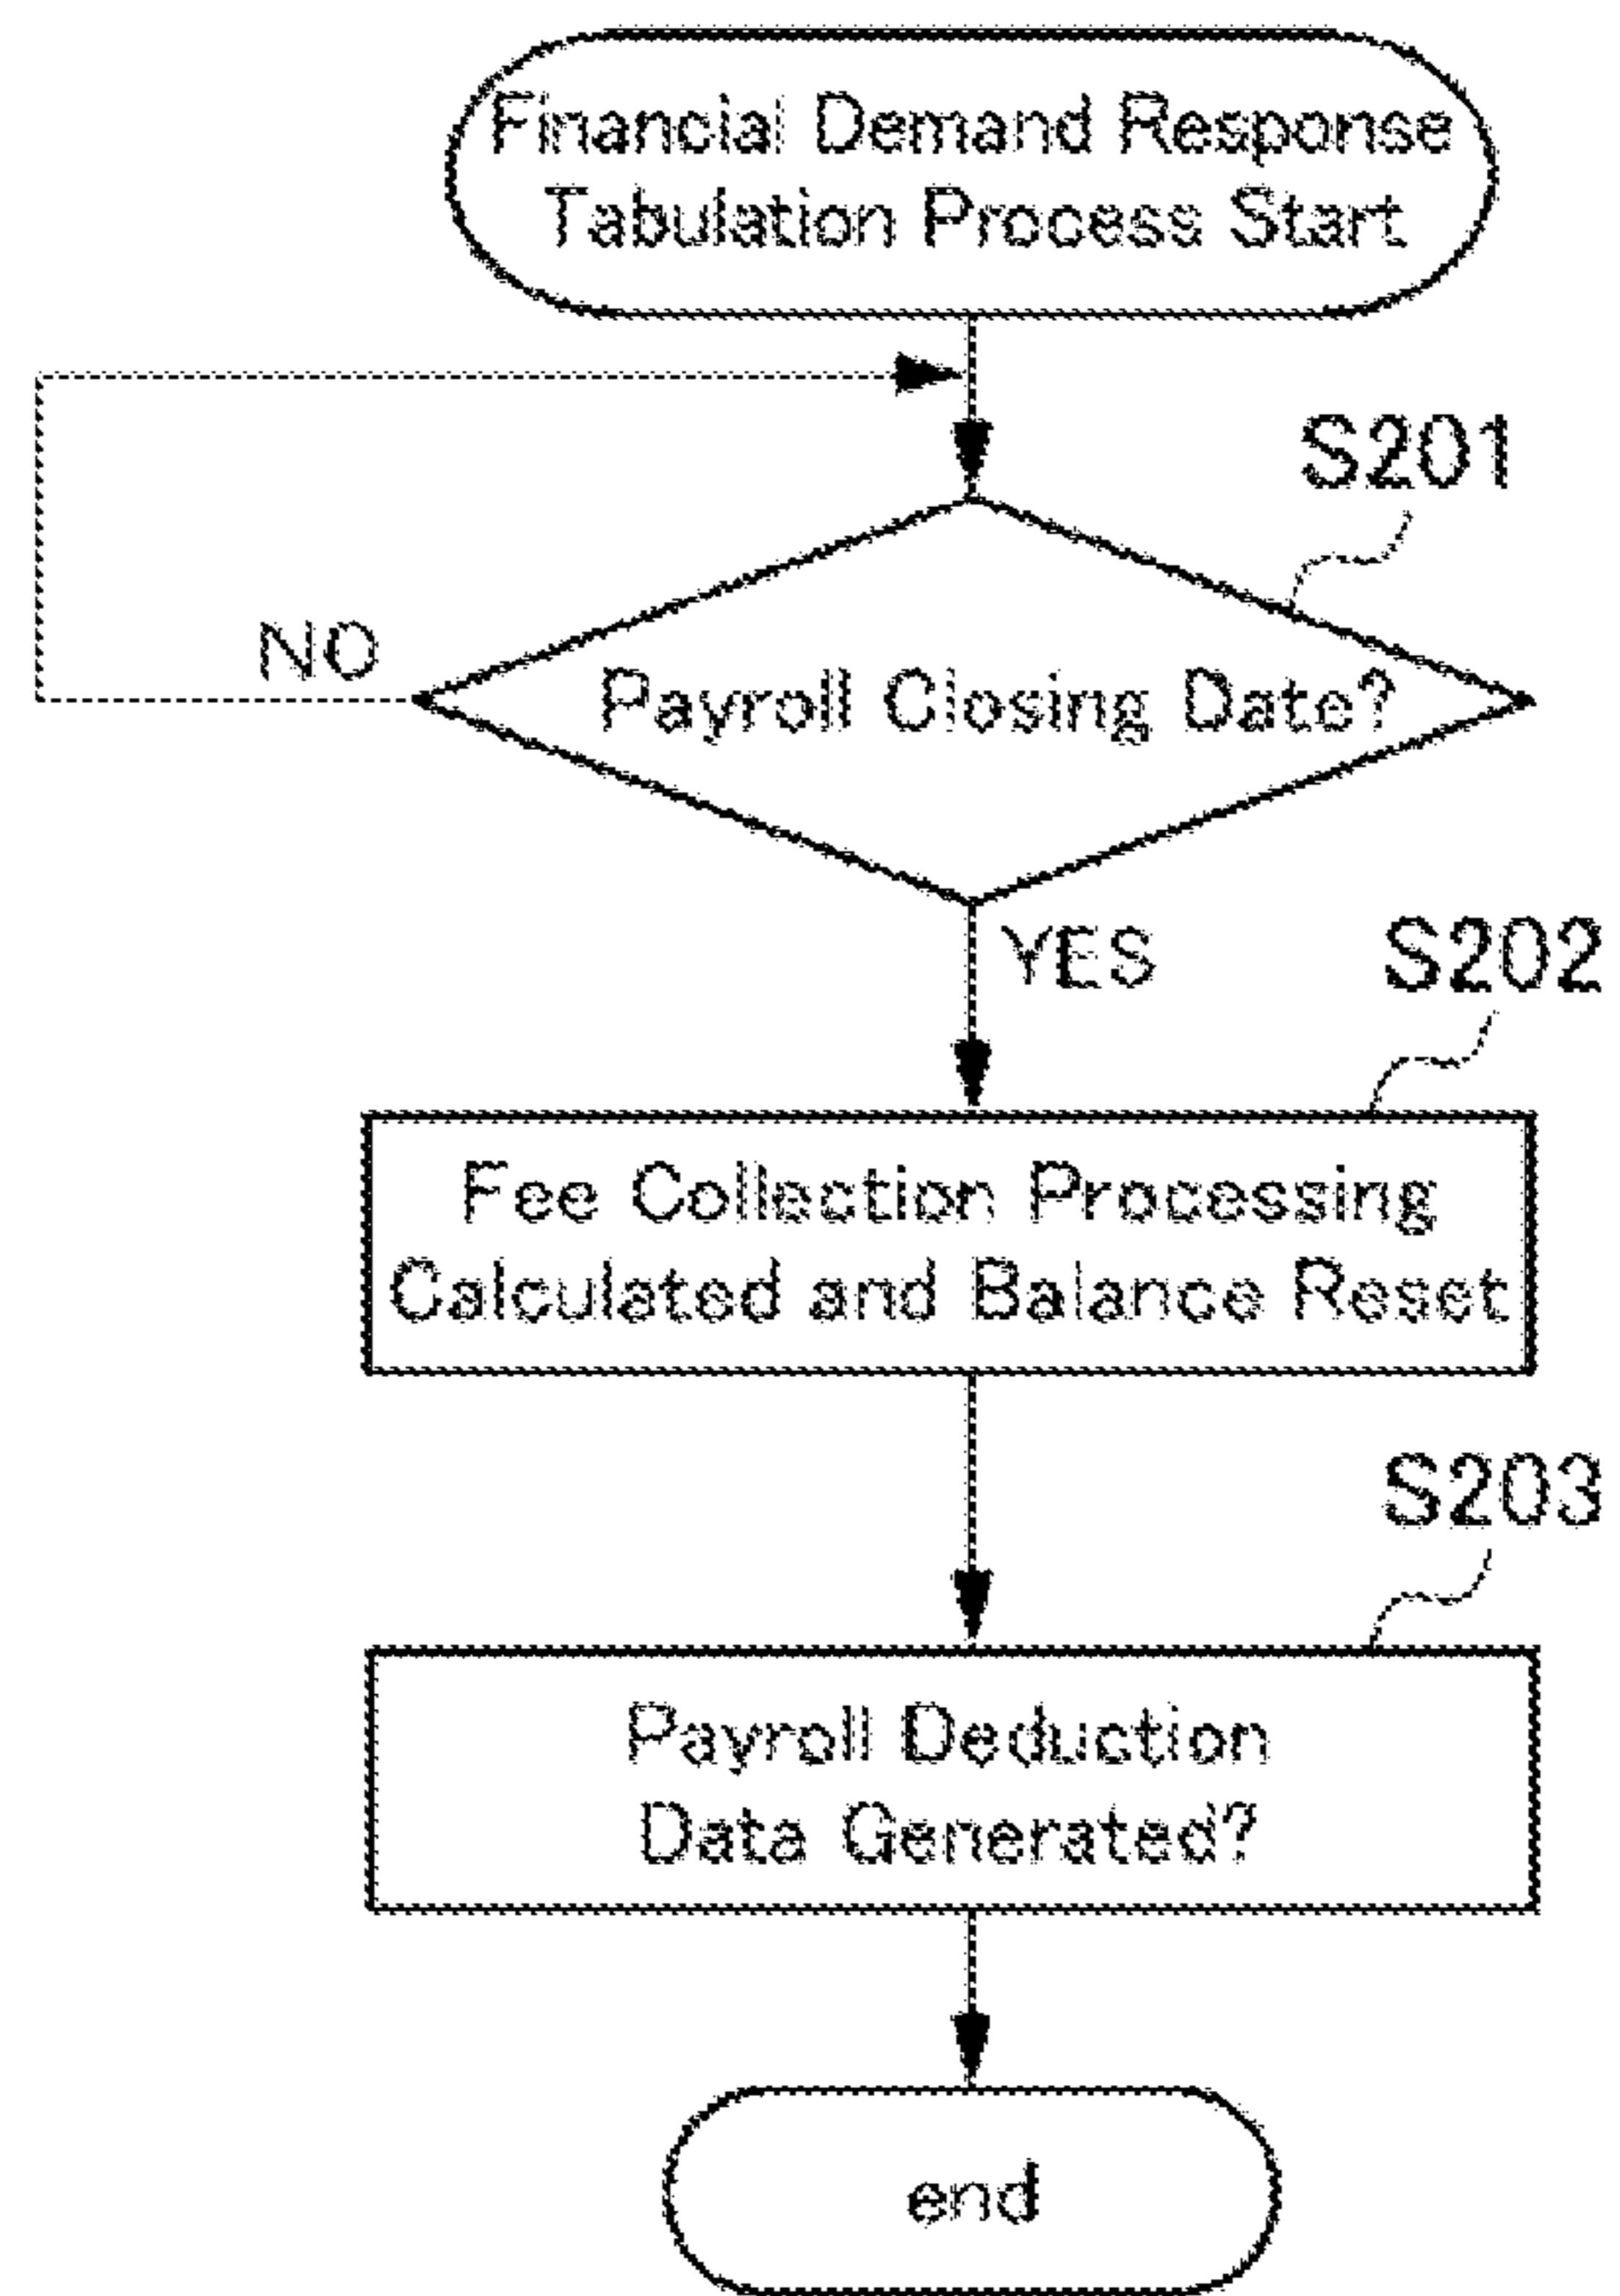 Financial Demand Response
Tabulation Process Start
S201
NO
Payroll Closing Date?
YES
S202
Fee Collection Processing
Calculated and Balance Reset
S203
Payroll Deduction
Data Generated?
end